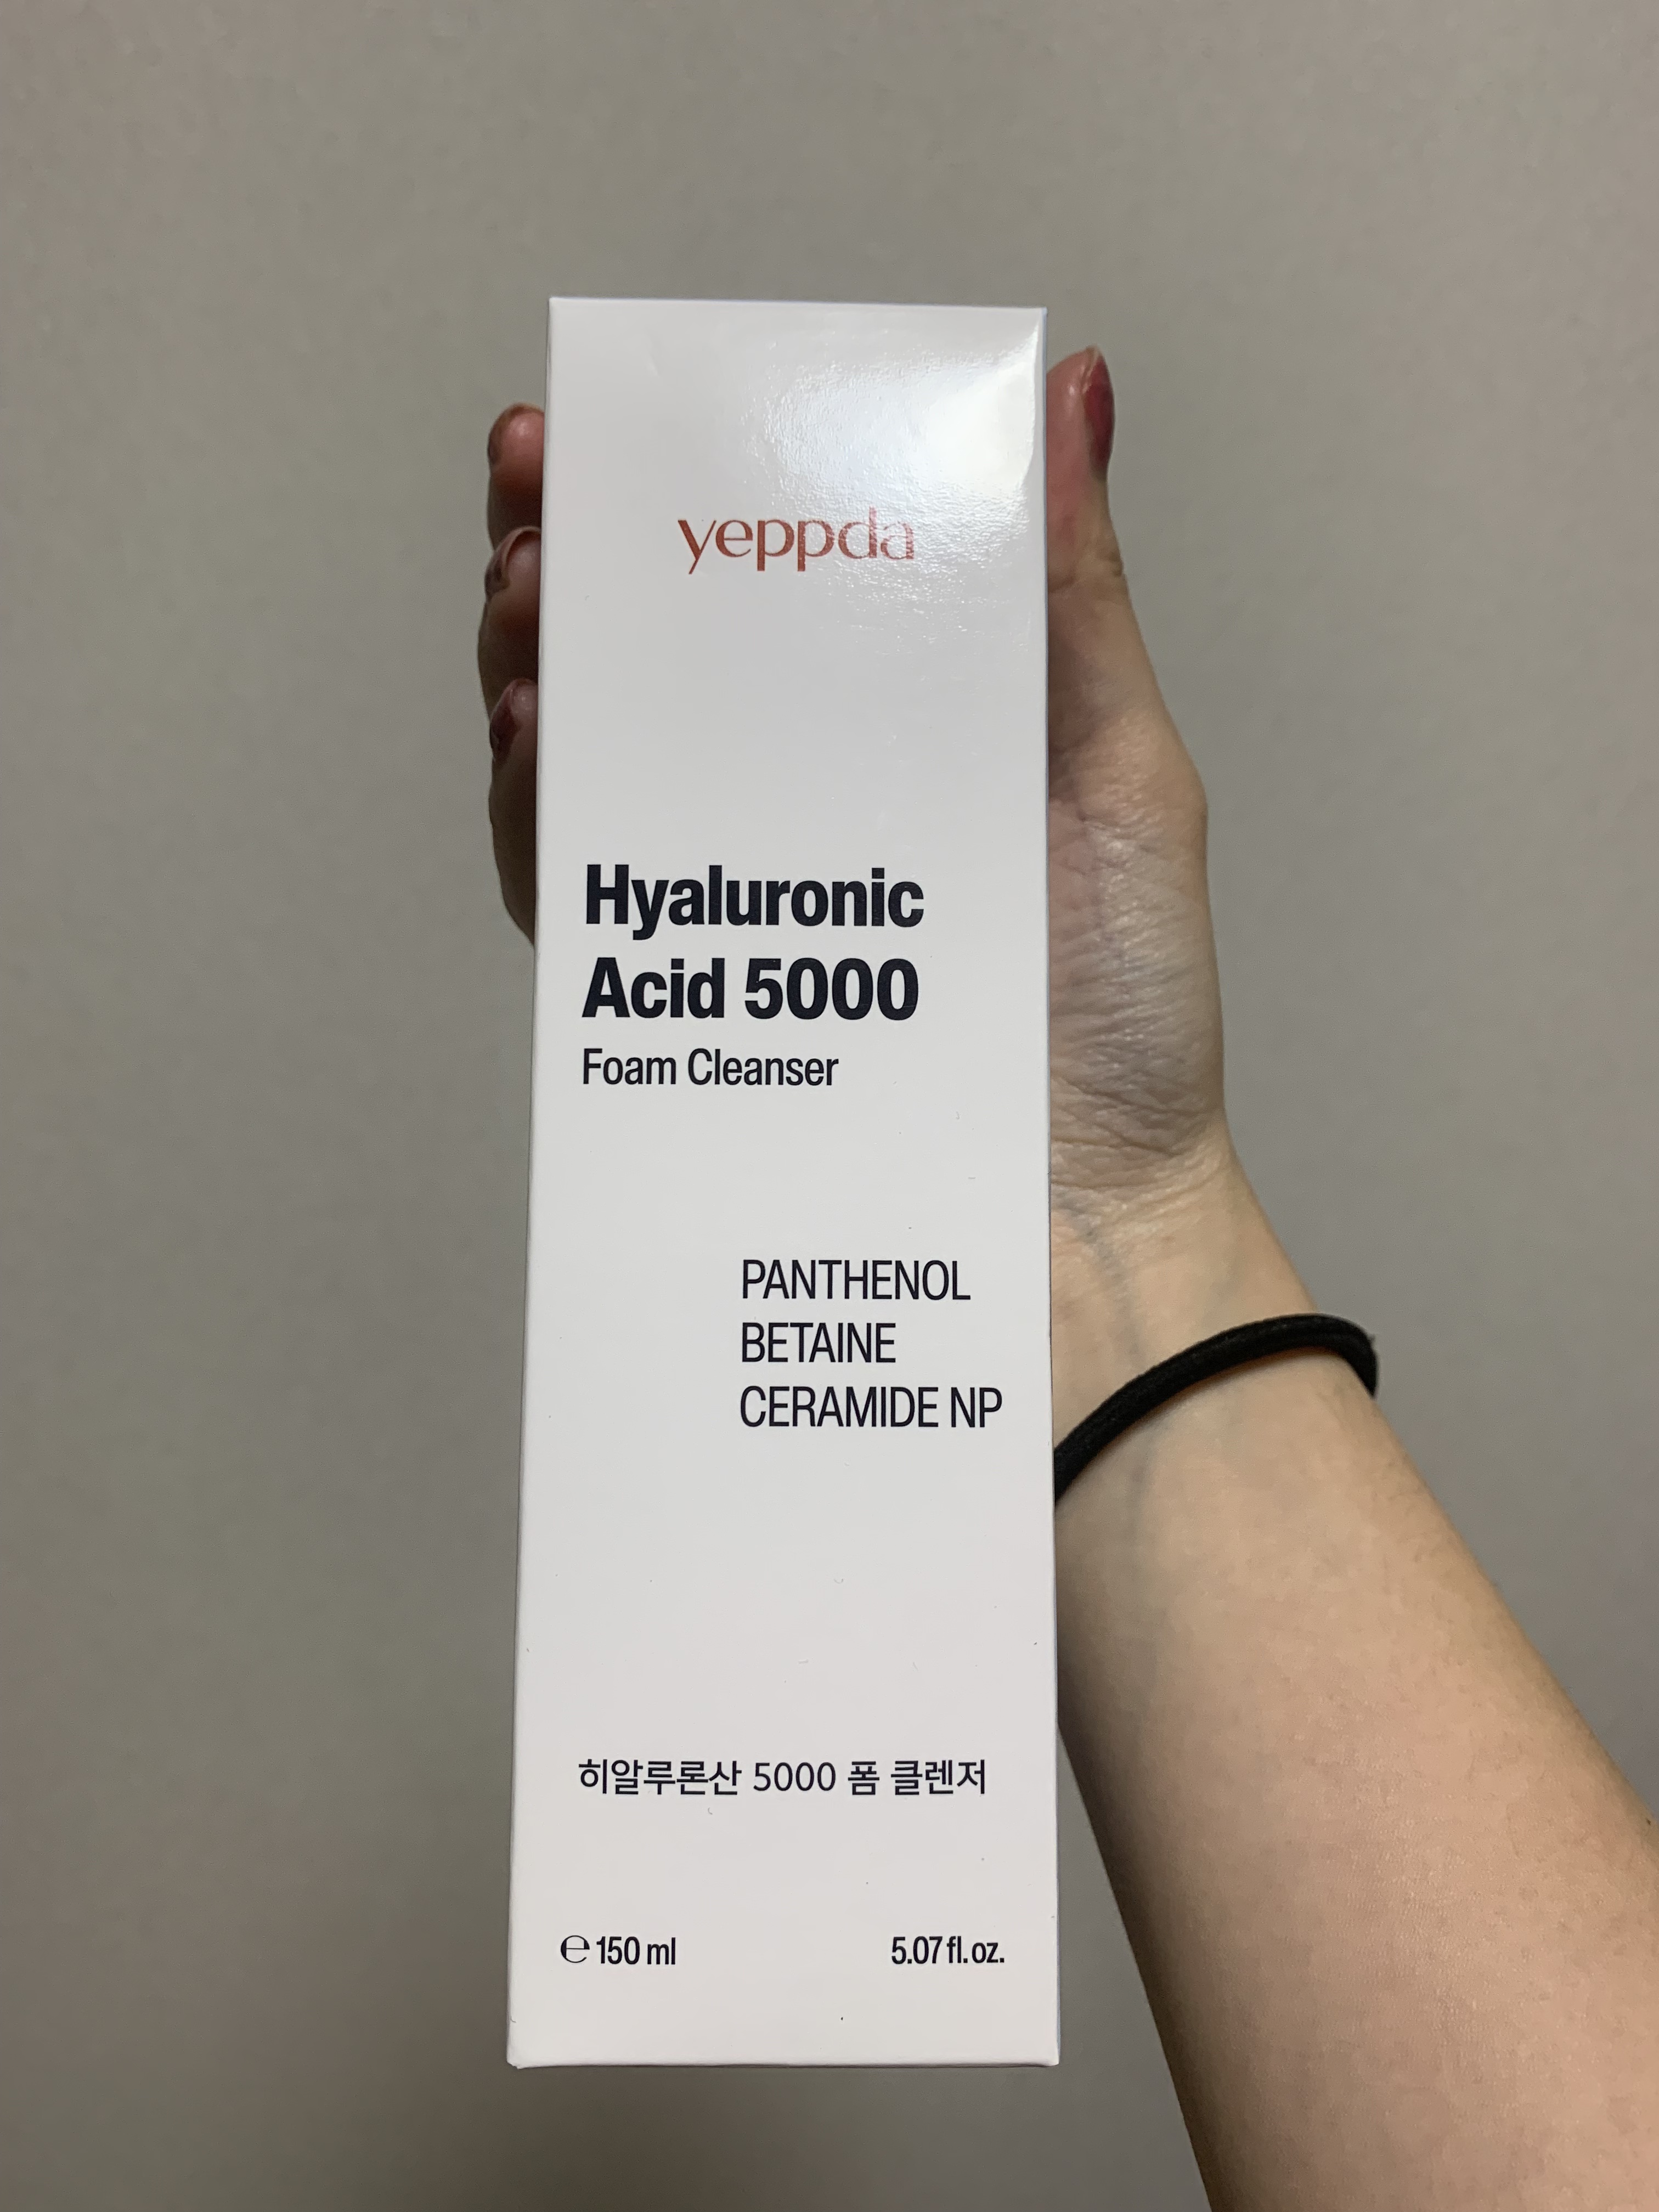 yeppda
Hyaluronic
Acid 5000
Foam Cleanser
PANTHENOL
BETAINE
CERAMIDE NP
히알루론산 5000 폼 클렌저
℮ 150 ml
5.07 fl. oz.